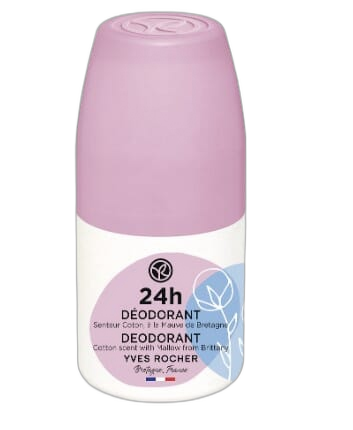 24h
DÉODORANT
Senteur Coton, à la Mauve de Bretagne
DEODORANT
Cotton scent with Mallow from Brittany
YVES ROCHER
Bretagne, France